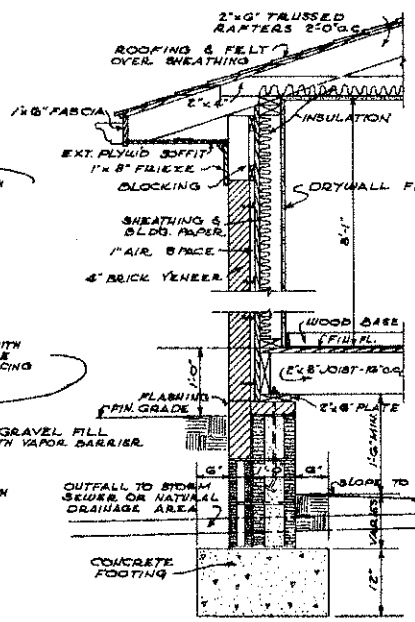 2"x6" TRUSSED
RAFTERS 2'-0" o.c.
ROOFING & FELT
OVER SHEATHING
2"x4"
1"x6" FASCIA
INSULATION
EXT. PLYWD SOFFIT
1"x8" FRIEZE
BLOCKING
DRYWALL
8'-1"
SHEATHING &
BLDG. PAPER
1" AIR SPACE
4" BRICK VENEER
WOOD BASE
FIN. FL.
1'-0"
2"x8" JOIST-16" o.c.
FLASHING
2"x6" PLATE
FIN. GRADE
GRAVEL FILL
VAPOR BARRIER
1'-6" MIN.
6"
6"
SLOPE TO
OUTFALL TO STORM
SEWER OR NATURAL
DRAINAGE AREA
VARIES
CONCRETE
FOOTING
12"